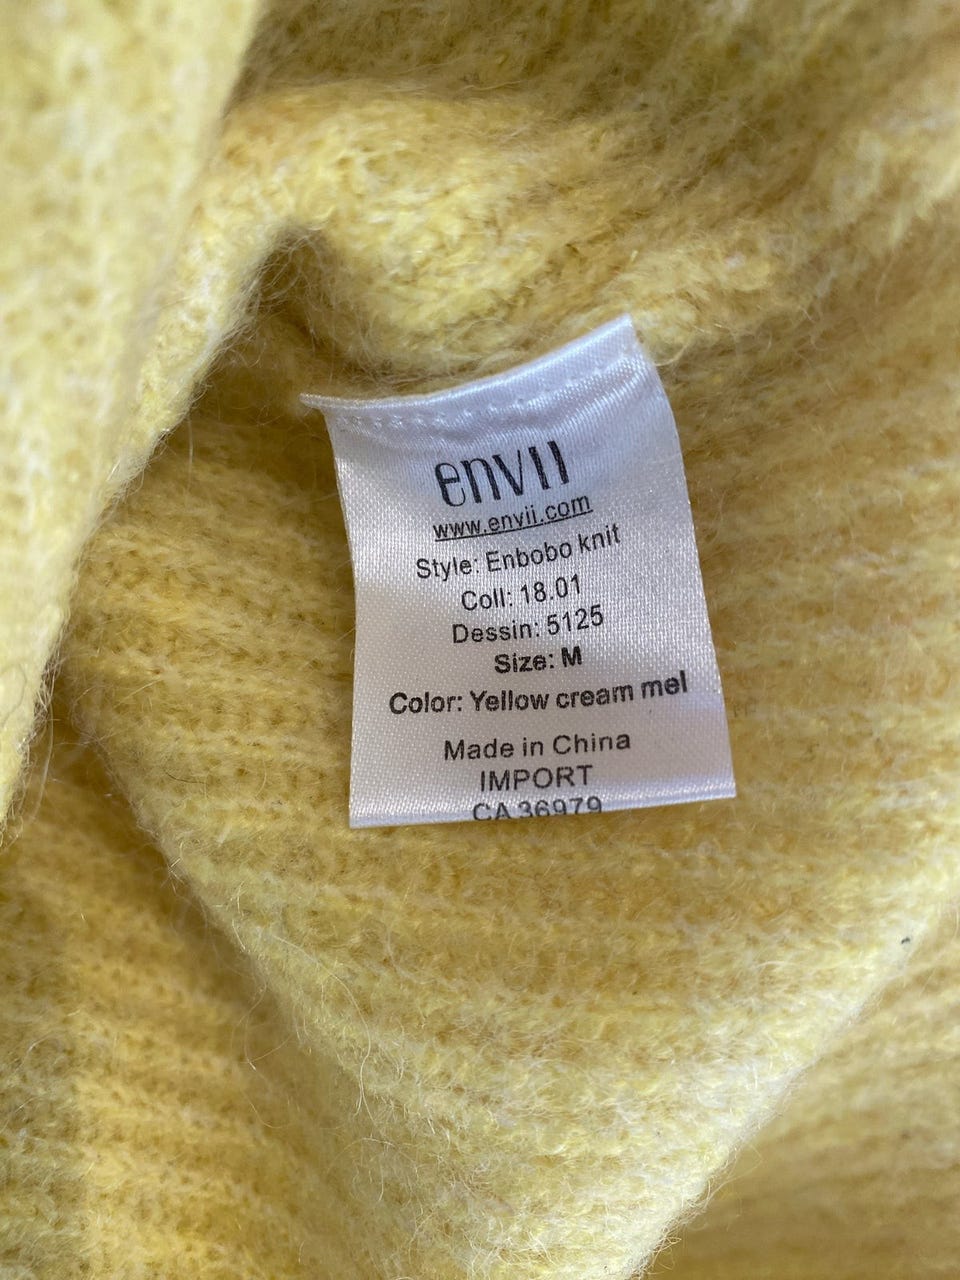 envii
www.envii.com
Style: Enbobo knit
Coll: 18.01
Dessin: 5125
Size: M
Color: Yellow cream mel
Made in China
IMPORT
CA 36979